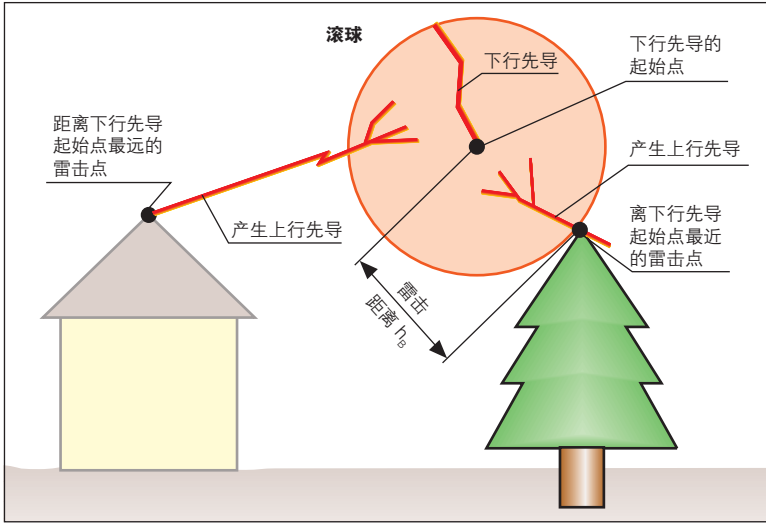 滚球
下行先导的
起始点
下行先导
距离下行先导
起始点最远的
雷击点
产生上行先导
产生上行先导
离下行先导
起始点最近
的雷击点
雷击
距离 hB